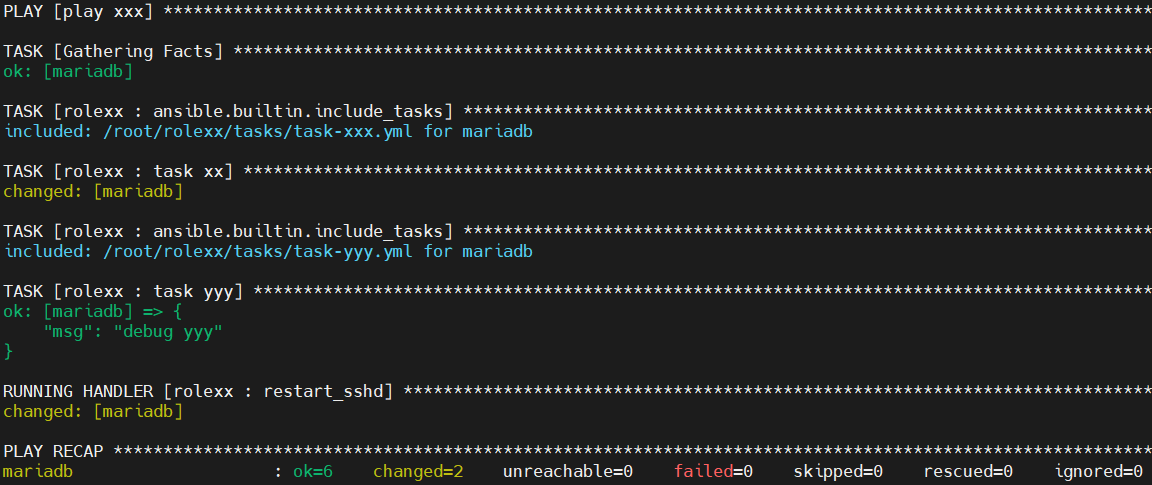 PLAY [play xxx] ***************************************************************************************************
TASK [Gathering Facts] ********************************************************************************************
ok: [mariadb]
TASK [rolexx : ansible.builtin.include_tasks] *********************************************************************
included: /root/rolexx/tasks/task-xxx.yml for mariadb
TASK [rolexx : task xx] *******************************************************************************************
changed: [mariadb]
TASK [rolexx : ansible.builtin.include_tasks] *********************************************************************
included: /root/rolexx/tasks/task-yyy.yml for mariadb
TASK [rolexx : task yyy] ******************************************************************************************
ok: [mariadb] => {
    "msg": "debug yyy"
}
RUNNING HANDLER [rolexx : restart_sshd] ***************************************************************************
changed: [mariadb]
PLAY RECAP ********************************************************************************************************
mariadb                    : ok=6    changed=2    unreachable=0    failed=0    skipped=0    rescued=0    ignored=0